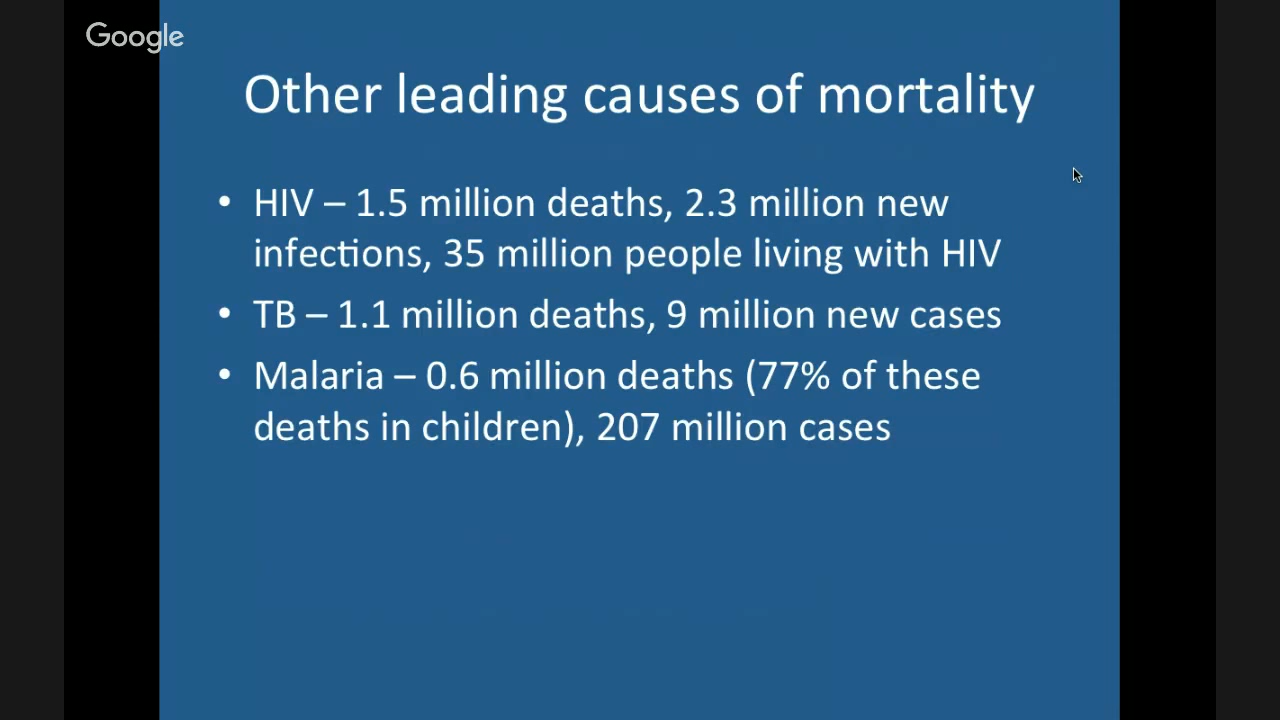 Google
Other leading causes of mortality
• HIV – 1.5 million deaths, 2.3 million new
infections, 35 million people living with HIV
• TB – 1.1 million deaths, 9 million new cases
• Malaria – 0.6 million deaths (77% of these
deaths in children), 207 million cases